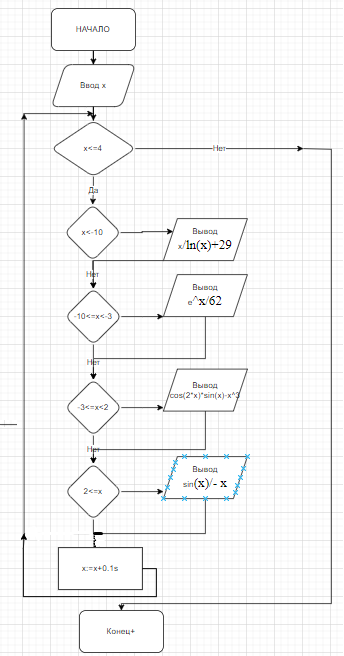 НАЧАЛО
Ввод x
x<=4
Нет
Да
x<-10
Вывод
x/ln(x)+29
Нет
-10<=x<-3
Вывод
e^x/62
Нет
-3<=x<2
Вывод
cos(2*x)*sin(x)-x^3
Нет
2<=x
Вывод
sin(x)/- x
x:=x+0.1s
Конец+